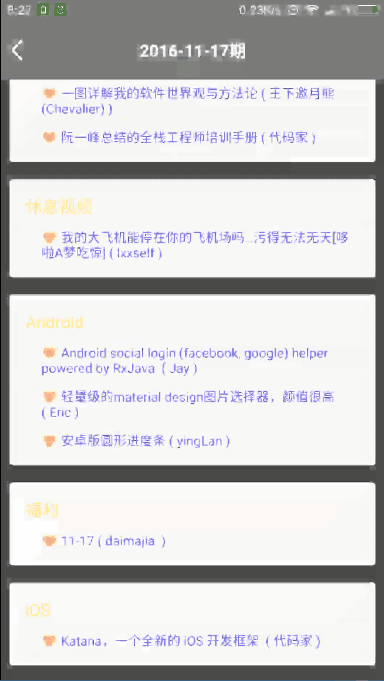 8:27
0.23K/s
2016-11-17期
一图详解我的软件世界观与方法论 ( 王下邀月熊
(Chevalier) )
阮一峰总结的全栈工程师培训手册 ( 代码家 )
休息视频
我的大飞机能停在你的飞机场吗...污得无法无天[哆
啦A梦吃惊] ( lxxself )
Android
Android social login (facebook, google) helper
powered by RxJava ( Jay )
轻量级的material design图片选择器，颜值很高
( Eric )
安卓版圆形进度条 ( yingLan )
福利
11-17 ( daimajia )
iOS
Katana，一个全新的 iOS 开发框架 ( 代码家 )